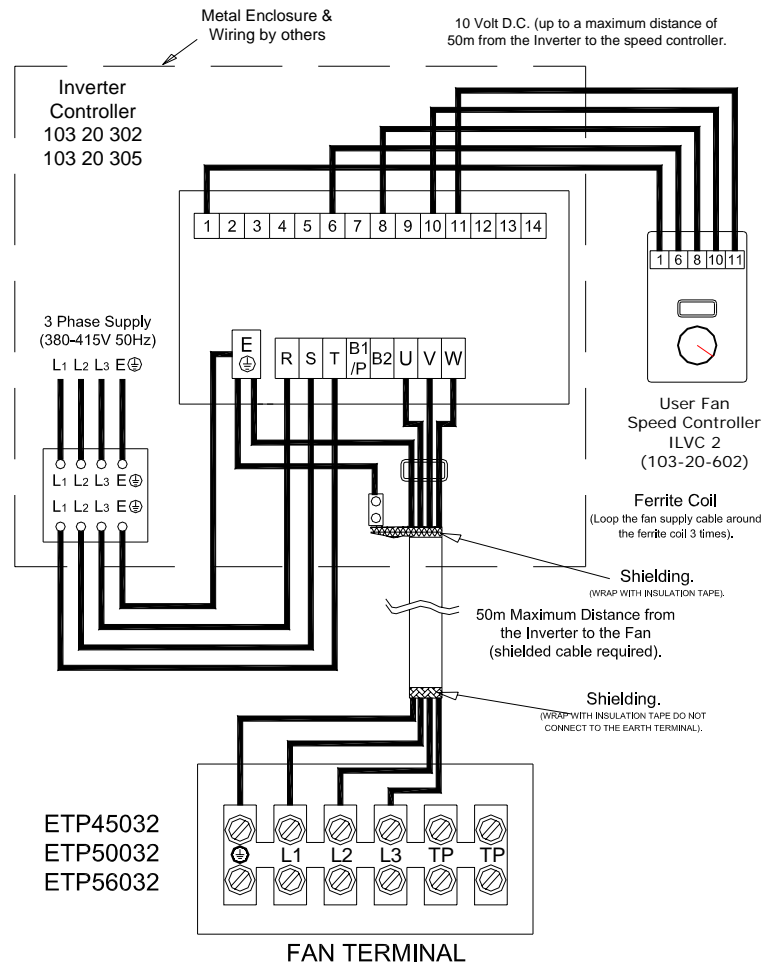 Metal Enclosure &
Wiring by others
10 Volt D.C. (up to a maximum distance of
50m from the Inverter to the speed controller.
Inverter
Controller
103 20 302
103 20 305
1 2 3 4 5 6 7 8 9 10 11 12 13 14
1 6 8 10 11
3 Phase Supply
(380-415V 50Hz)
L1 L2 L3 E
E
R S T B1/P B2 U V W
User Fan
Speed Controller
ILVC 2
(103-20-602)
L1 L2 L3 E
L1 L2 L3 E
Ferrite Coil
(Loop the fan supply cable around
the ferrite coil 3 times).
Shielding.
(WRAP WITH INSULATION TAPE).
50m Maximum Distance from
the Inverter to the Fan
(shielded cable required).
Shielding.
(WRAP WITH INSULATION TAPE DO NOT
CONNECT TO THE EARTH TERMINAL).
ETP45032
ETP50032
ETP56032
L1 L2 L3 TP TP
FAN TERMINAL